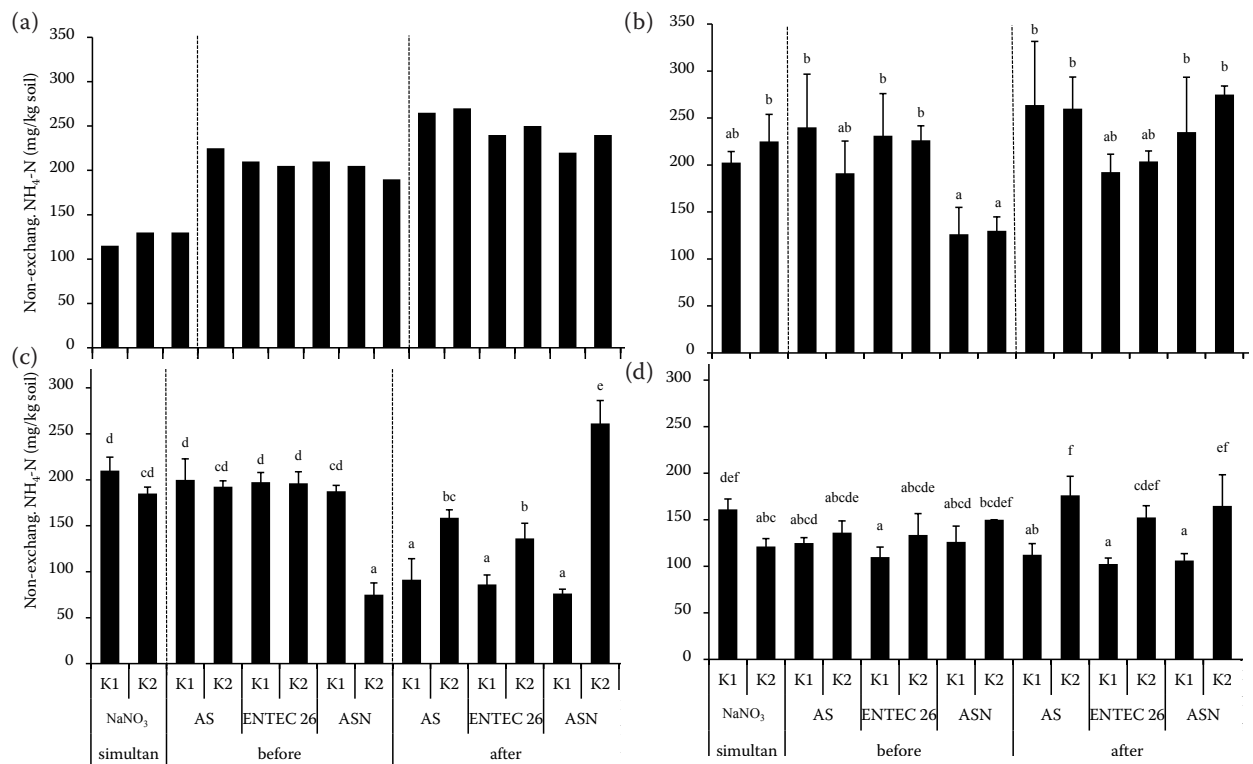 (a)
Non-exchang. NH₄-N (mg/kg soil)
350
300
250
200
150
100
50
0
(b)
350
300
250
200
150
100
50
0
ab
b
b
ab
b
b
a
a
b
b
ab
ab
b
b
(c)
Non-exchang. NH₄-N (mg/kg soil)
300
250
200
150
100
50
0
d
cd
d
cd
d
d
cd
a
a
bc
a
b
a
e
K1 K2 K1 K2 K1 K2 K1 K2 K1 K2 K1 K2 K1 K2
NaNO₃ AS ENTEC 26 ASN AS ENTEC 26 ASN
simultan before after
(d)
300
250
200
150
100
50
0
def
abc
abcd
abcde
a
abcde
abcd
bcdef
ab
f
a
cdef
a
ef
K1 K2 K1 K2 K1 K2 K1 K2 K1 K2 K1 K2 K1 K2
NaNO₃ AS ENTEC 26 ASN AS ENTEC 26 ASN
simultan before after